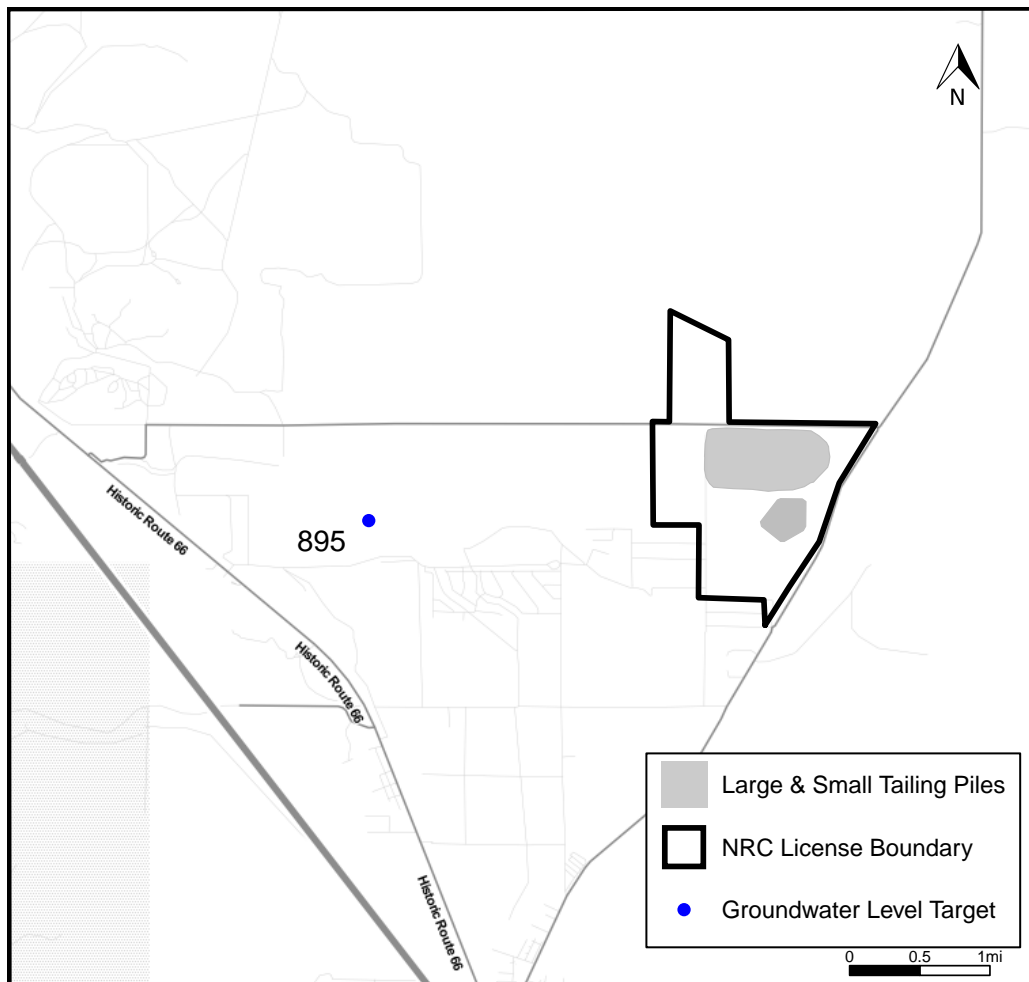 N
Historic Route 66
895
Historic Route 66
Large & Small Tailing Piles
NRC License Boundary
Historic Route 66
Groundwater Level Target
0 0.5 1mi